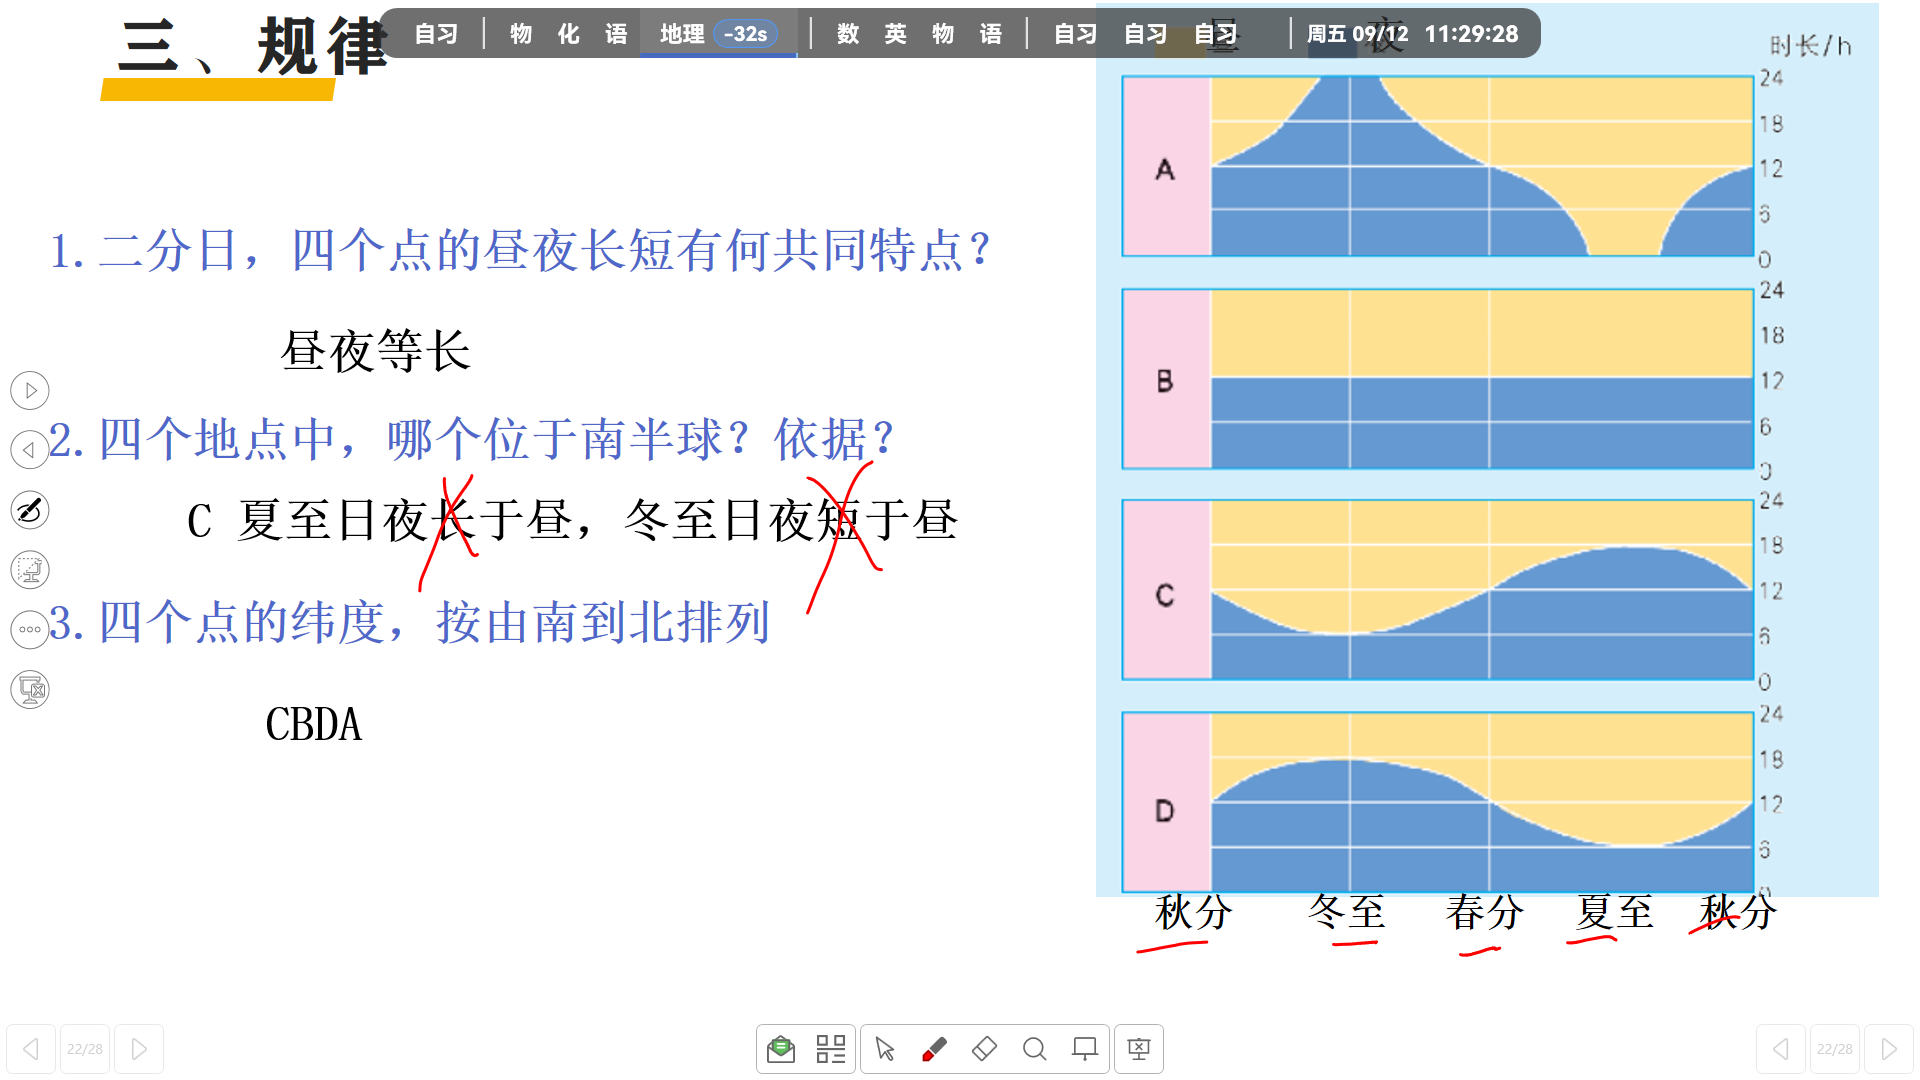 三、规律
自习 物 化 语 地理 -32s 数 英 物 语 自习 自习 自习 周五 09/12 11:29:28
昼 夜
时长/h
1.二分日，四个点的昼夜长短有何共同特点？
昼夜等长
2.四个地点中，哪个位于南半球？依据？
C 夏至日夜长于昼，冬至日夜短于昼
3.四个点的纬度，按由南到北排列
CBDA
A
24
18
12
6
0
B
24
18
12
6
0
C
24
18
12
6
0
D
24
18
12
6
0
秋分 冬至 春分 夏至 秋分
22/28
22/28